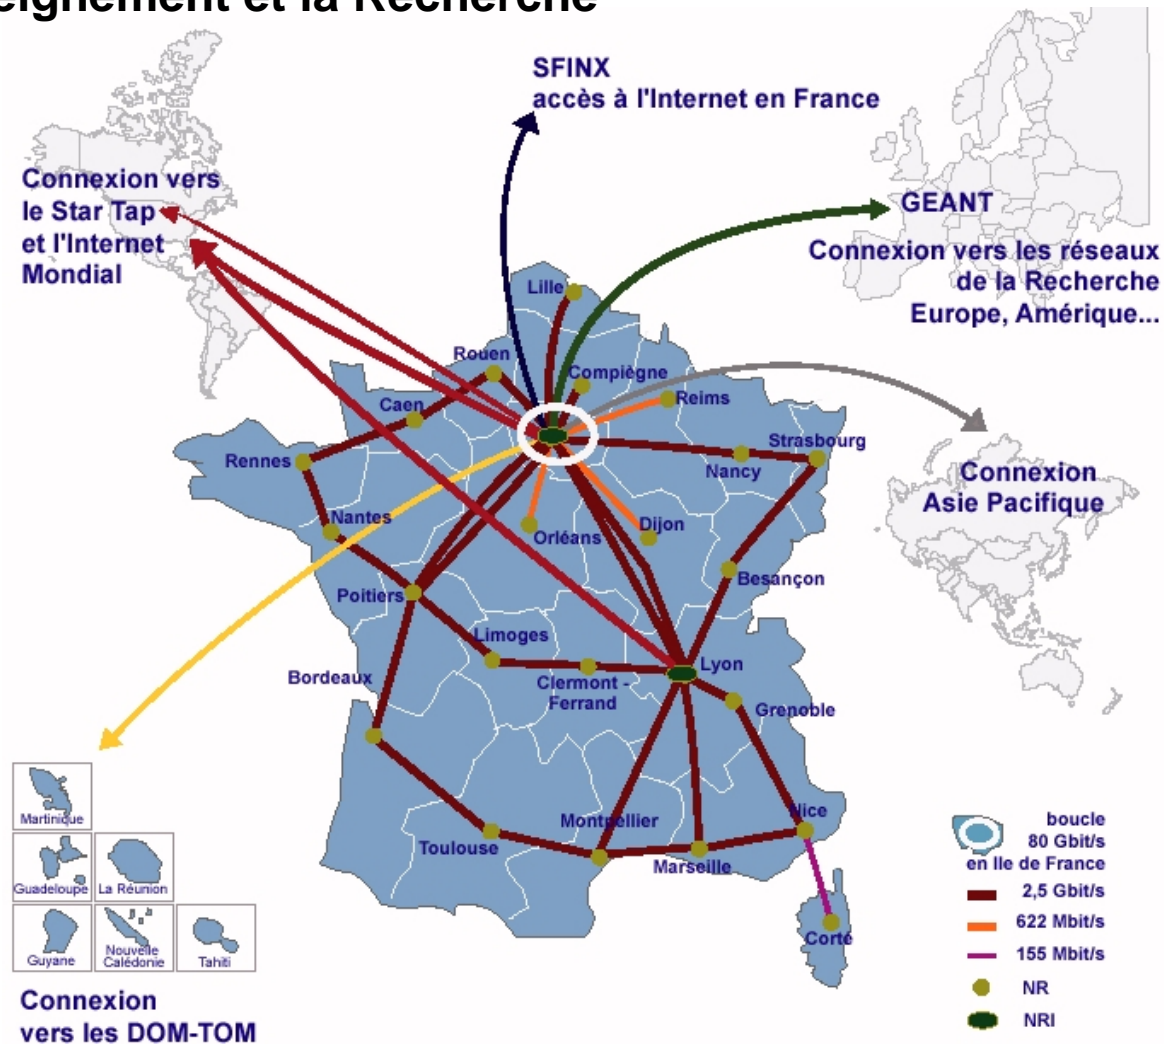 eignement et la Recherche
SFINX
accès à l'Internet en France
Connexion vers
le Star Tap
et l'Internet
Mondial
GEANT
Connexion vers les réseaux
de la Recherche
Europe, Amérique...
Lille
Rouen
Compiègne
Reims
Caen
Strasbourg
Rennes
Nancy
Connexion
Asie Pacifique
Nantes
Orléans
Dijon
Besançon
Poitiers
Limoges
Lyon
Bordeaux
Clermont -
Ferrand
Grenoble
Nice
Montpellier
Toulouse
Marseille
Corté
Martinique
Guadeloupe
La Réunion
Guyane
Nouvelle
Calédonie
Tahiti
Connexion
vers les DOM-TOM
boucle
80 Gbit/s
en Ile de France
2,5 Gbit/s
622 Mbit/s
155 Mbit/s
NR
NRI